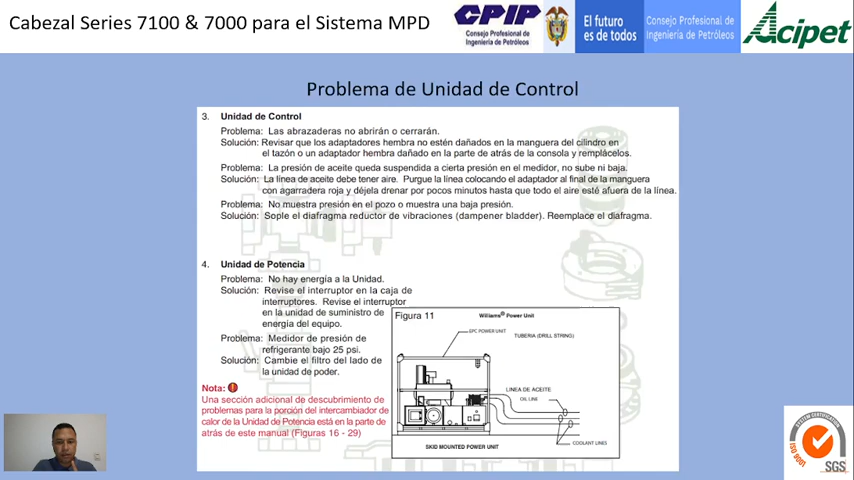 Cabezal Series 7100 & 7000 para el Sistema MPD
CPIP
Consejo Profesional de
Ingeniería de Petróleos
El futuro
es de todos
Consejo Profesional de
Ingeniería de Petróleos
Acipet
Problema de Unidad de Control
3. Unidad de Control
Problema: Las abrazaderas no abrirán o cerrarán.
Solución: Revisar que los adaptadores hembra no estén dañados en la manguera del cilindro en
el tazón o un adaptador hembra dañado en la parte de atrás de la consola y remplácelos.
Problema: La presión de aceite queda suspendida a cierta presión en el medidor, no sube ni baja.
Solución: La línea de aceite debe tener aire. Purgue la línea colocando el adaptador al final de la manguera
con agarradera roja y déjela drenar por pocos minutos hasta que todo el aire esté afuera de la línea.
Problema: No muestra presión en el pozo o muestra una baja presión.
Solución: Sople el diafragma reductor de vibraciones (dampener bladder). Reemplace el diafragma.
4. Unidad de Potencia
Problema: No hay energía a la Unidad.
Solución: Revise el interruptor en la caja de
interruptores. Revise el interruptor
en la unidad de suministro de
energía del equipo.
Problema: Medidor de presión de
refrigerante bajo 25 psi.
Solución: Cambie el filtro del lado de
la unidad de poder.
Nota:
Una sección adicional de descubrimiento de
problemas para la porción del intercambiador de
calor de la Unidad de Potencia está en la parte de
atrás de este manual (Figuras 16 - 29)
Figura 11
Williams® Power Unit
EPC POWER UNIT
TUBERIA (DRILL STRING)
LINEA DE ACEITE
OIL LINE
COOLANT LINES
SKID MOUNTED POWER UNIT
SYSTEM CERTIFICATION
ISO 9001
SGS